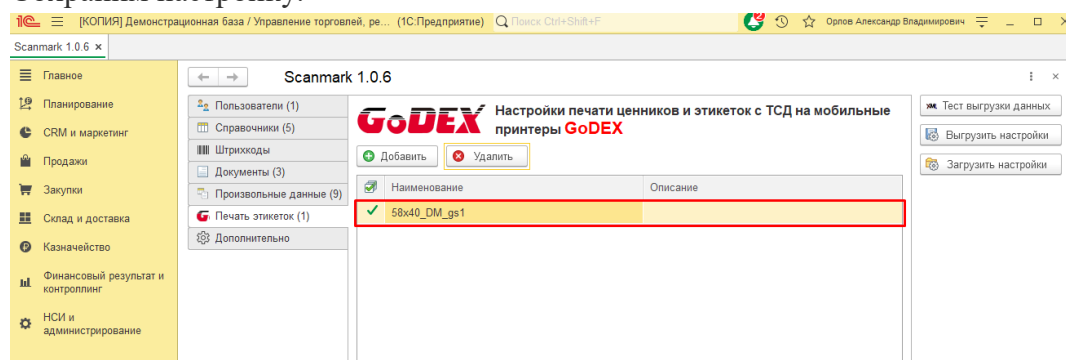 Сохраним настройку.
[КОПИЯ] Демонстрационная база / Управление торговлей, ре... (1С:Предприятие) Поиск Ctrl+Shift+F Орлов Александр Владимирович
Scanmark 1.0.6 ×
Главное
Планирование
CRM и маркетинг
Продажи
Закупки
Склад и доставка
Казначейство
Финансовый результат и
контроллинг
НСИ и
администрирование
Scanmark 1.0.6
Пользователи (1)
Справочники (5)
Штрихкоды
Документы (3)
Произвольные данные (9)
Печать этикеток (1)
Дополнительно
GoDEX
Настройки печати ценников и этикеток с ТСД на мобильные
принтеры GoDEX
Добавить Удалить
Наименование Описание
58x40_DM_gs1
XML Тест выгрузки данных
Выгрузить настройки
Загрузить настройки